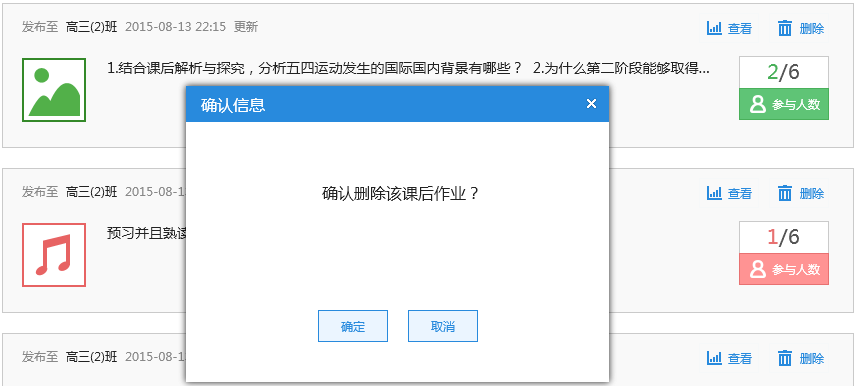 发布至 高三(2)班 2015-08-13 22:15 更新 查看 删除
1.结合课后解析与探究，分析五四运动发生的国际国内背景有哪些？ 2.为什么第二阶段能够取得...
2/6
参与人数
确认信息
确认删除该课后作业？
确定 取消
发布至 高三(2)班 2015-08-1 查看 删除
预习并且熟读
1/6
参与人数
发布至 高三(2)班 2015-08-1 查看 删除